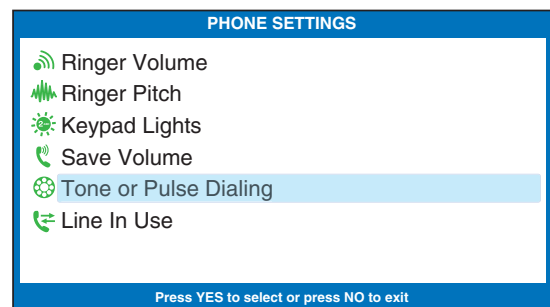 PHONE SETTINGS
Ringer Volume
Ringer Pitch
Keypad Lights
Save Volume
Tone or Pulse Dialing
Line In Use
Press YES to select or press NO to exit